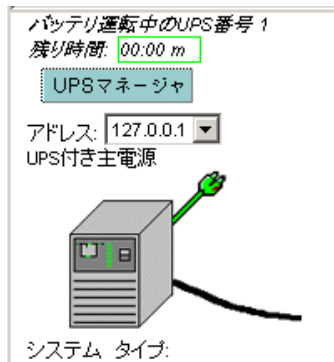 バッテリ運転中のUPS番号 1
残り時間: 00:00 m
UPSマネージャ
アドレス: 127.0.0.1
UPS付き主電源
システム タイプ: